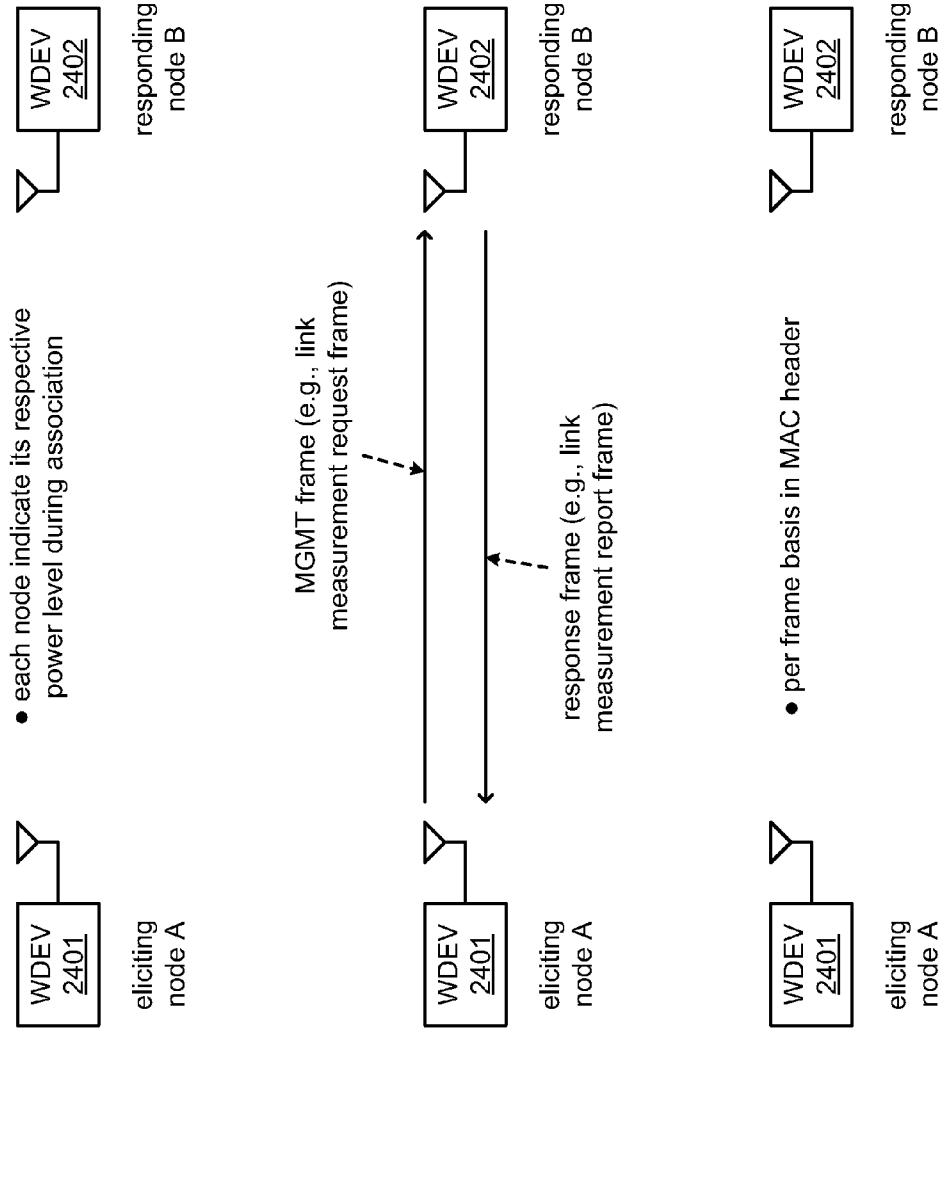 ● each node indicate its respective
power level during association
WDEV
2401
eliciting
node A
WDEV
2402
responding
node B
MGMT frame (e.g., link
measurement request frame)
WDEV
2401
eliciting
node A
WDEV
2402
responding
node B
response frame (e.g., link
measurement report frame)
● per frame basis in MAC header
WDEV
2401
eliciting
node A
WDEV
2402
responding
node B